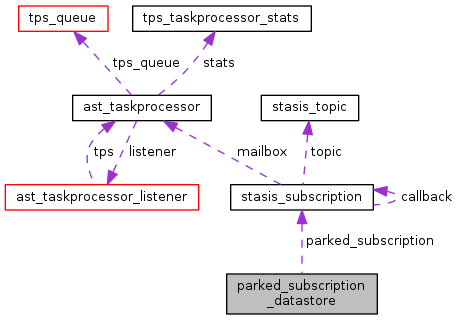 tps_queue
tps_taskprocessor_stats
tps_queue
stats
ast_taskprocessor
stasis_topic
tps
listener
mailbox
topic
ast_taskprocessor_listener
stasis_subscription
callback
parked_subscription
parked_subscription
_datastore